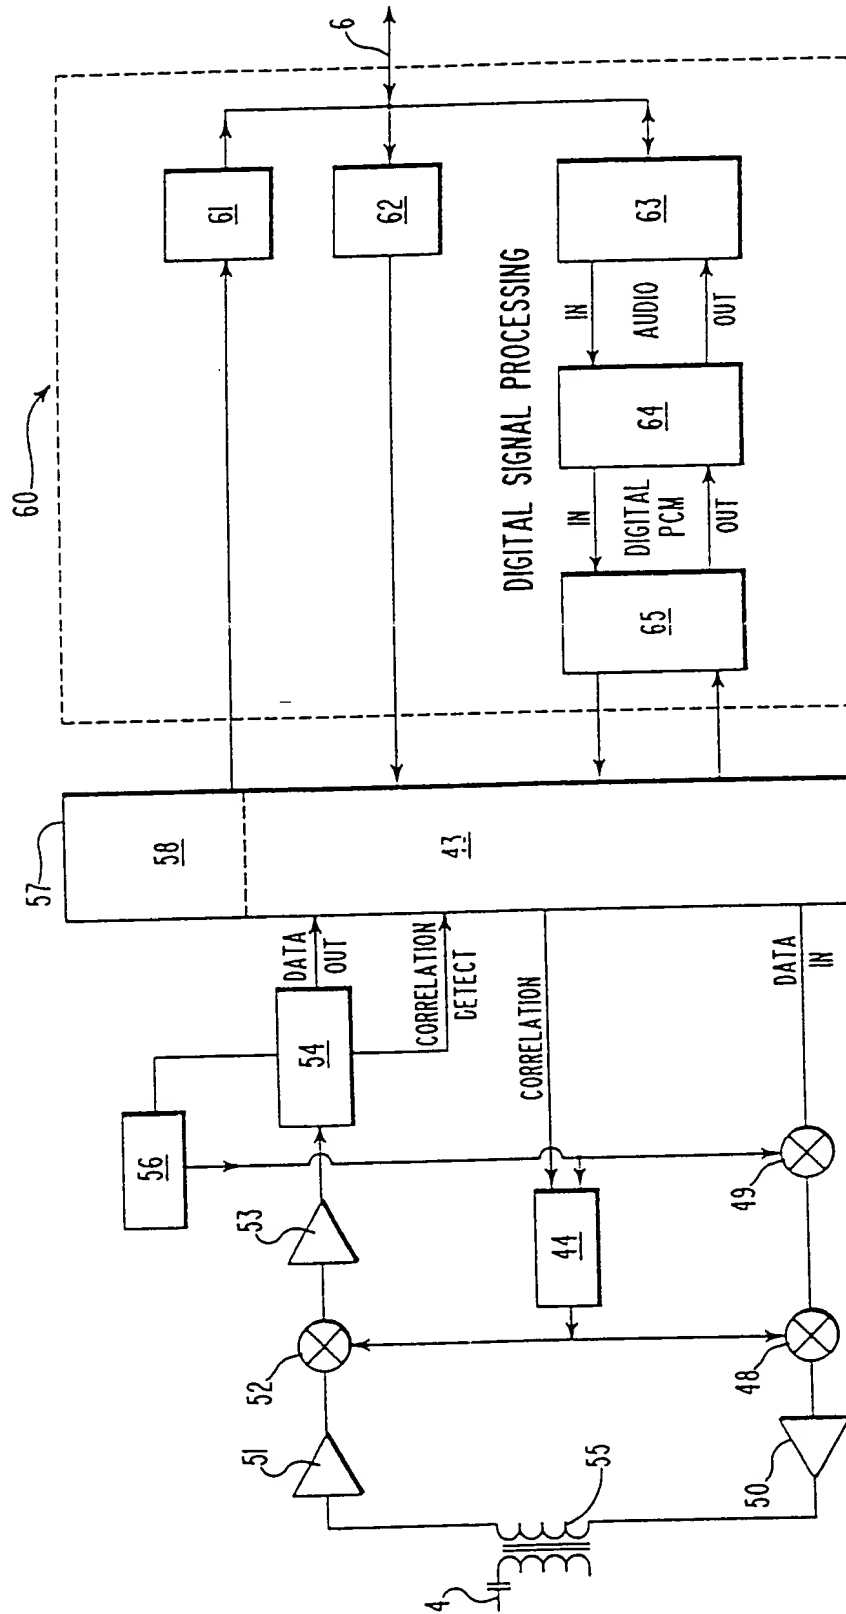 60
6
57
61
62
58
43
DIGITAL SIGNAL PROCESSING
63
64
65
IN
AUDIO
OUT
IN
DIGITAL
PCM
OUT
56
54
DATA
OUT
CORRELATION
DETECT
CORRELATION
DATA
IN
53
52
51
44
49
48
50
55
4